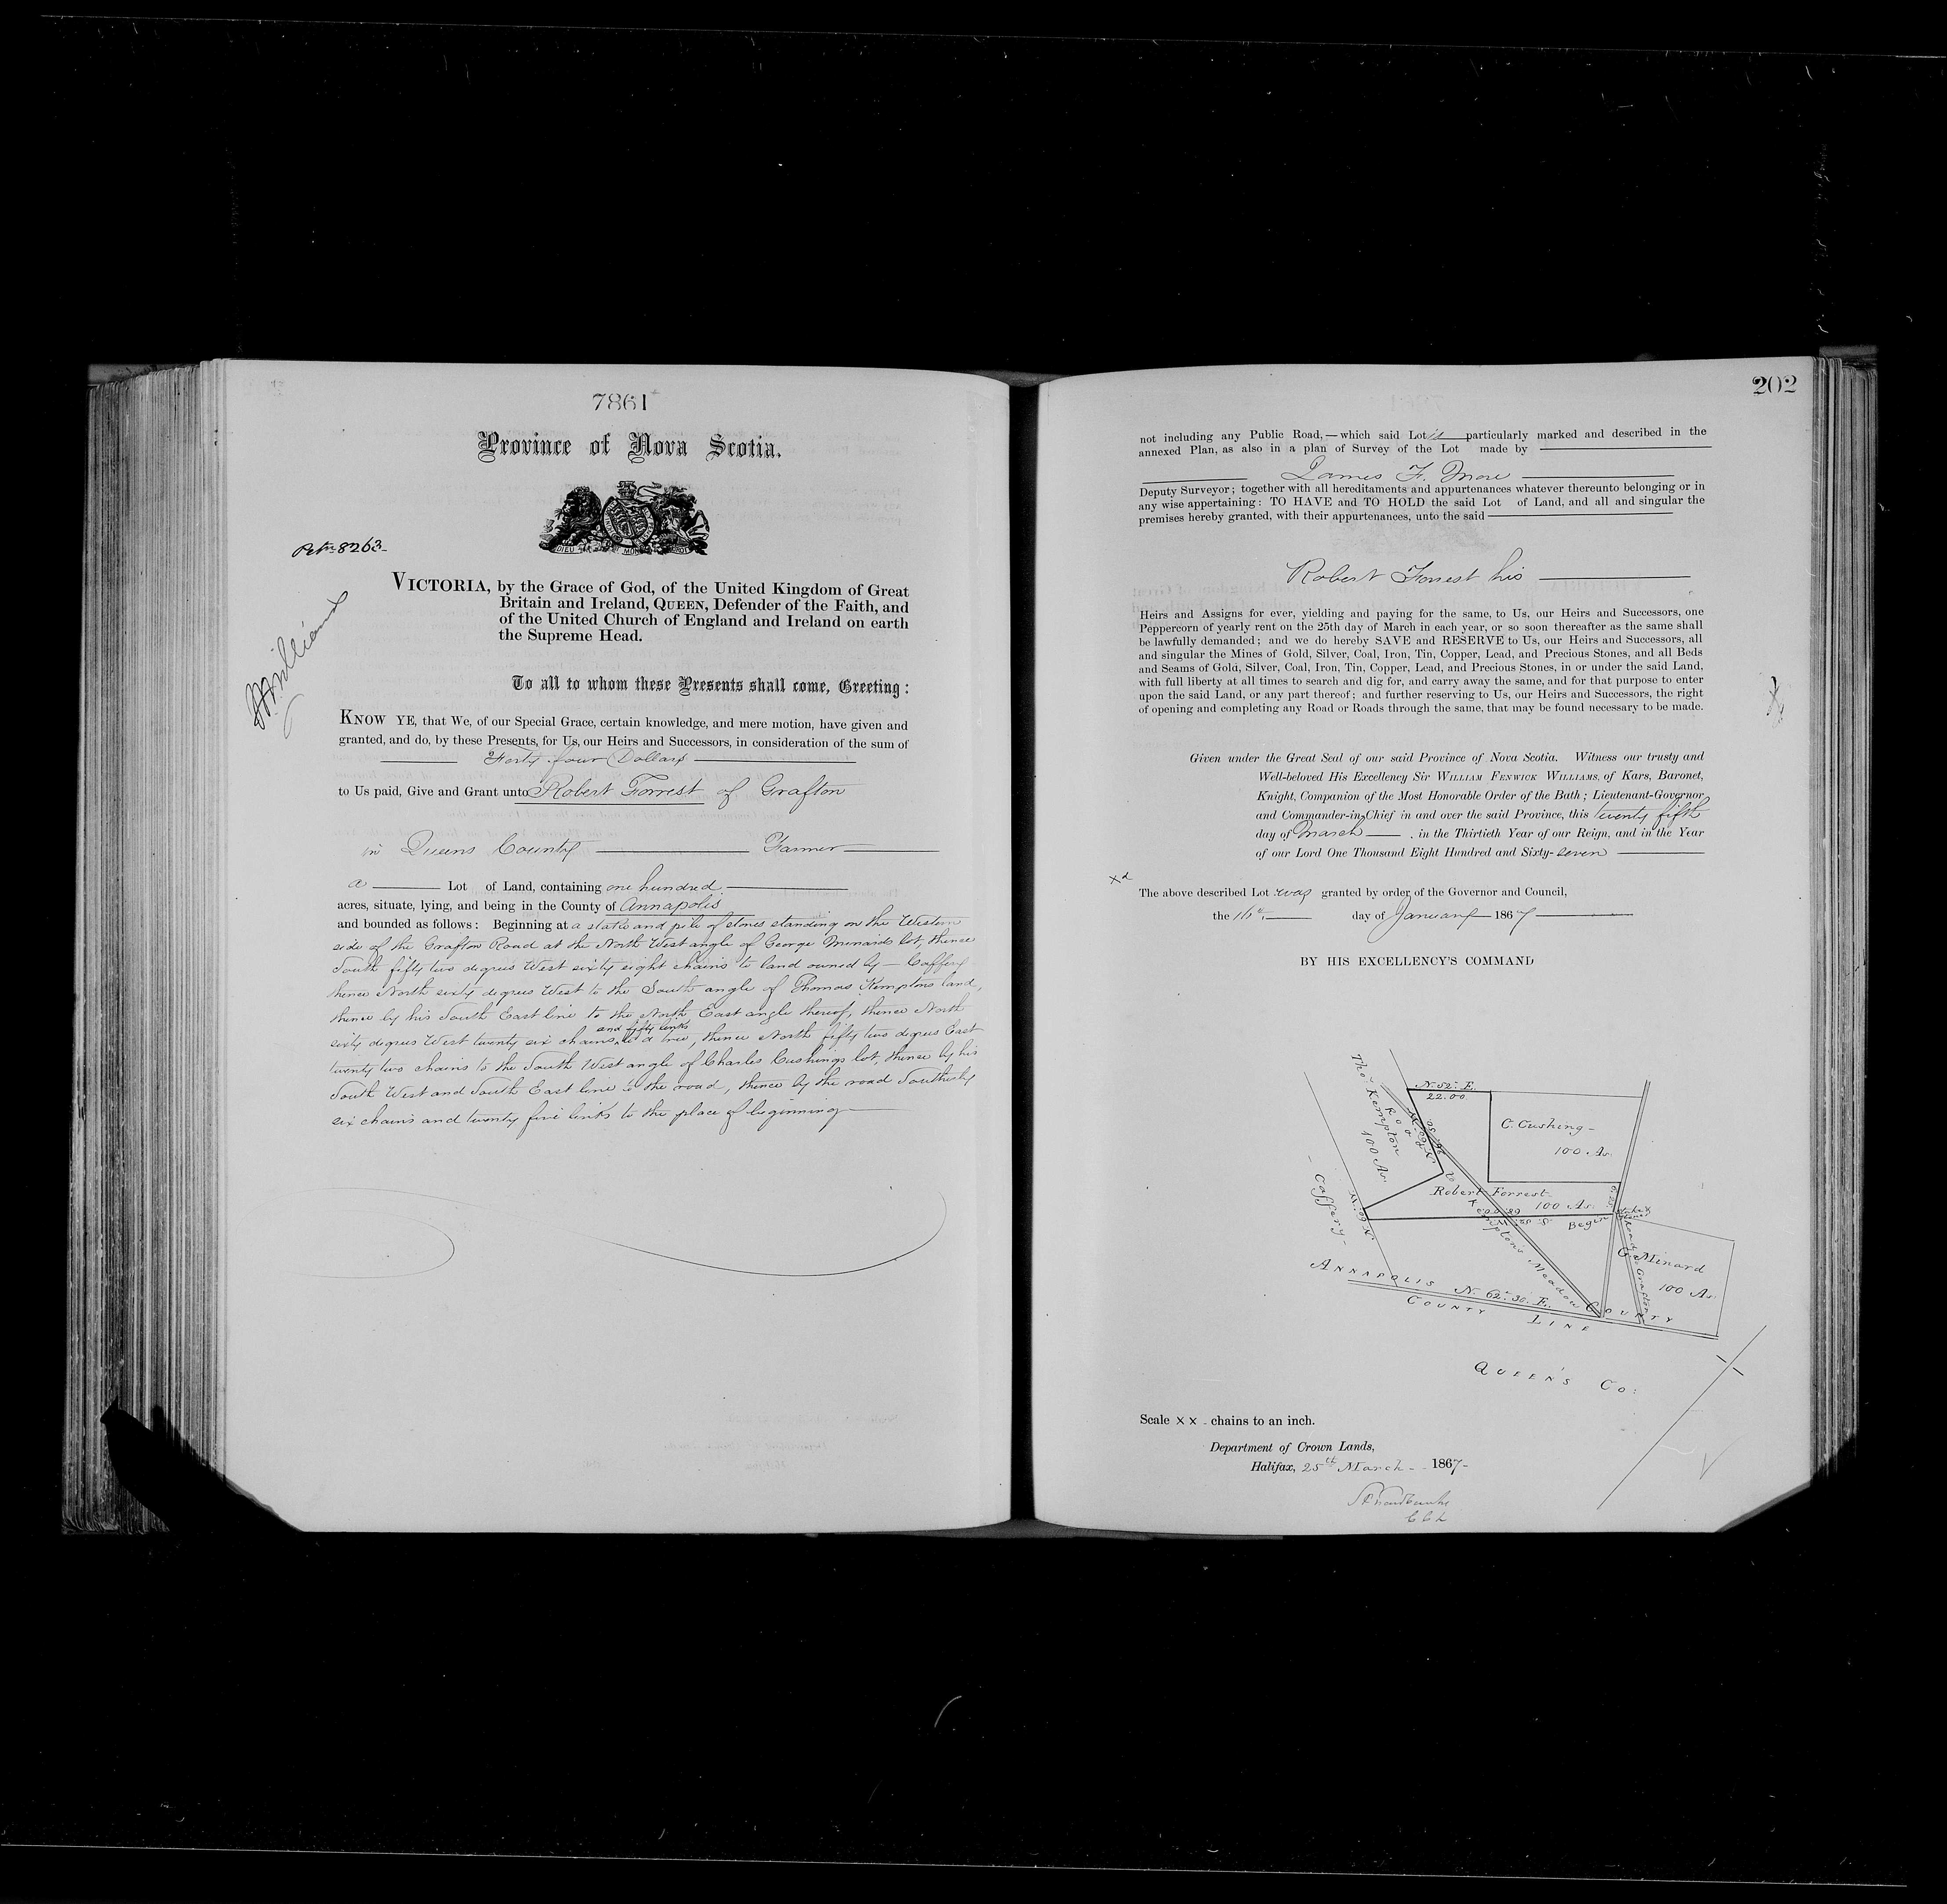 7861
Province of Nova Scotia.
DIEU ET MON DROIT
Petn 8263-
VICTORIA, by the Grace of God, of the United Kingdom of Great
Britain and Ireland, QUEEN, Defender of the Faith, and
of the United Church of England and Ireland on earth
the Supreme Head.
To all to whom these Presents shall come, Greeting:
KNOW YE, that We, of our Special Grace, certain knowledge, and mere motion, have given and
granted, and do, by these Presents, for Us, our Heirs and Successors, in consideration of the sum of
Forty four Dollars
to Us paid, Give and Grant unto Robert Forrest of Grafton
in Queens County Farmer
a Lot of Land, containing one hundred
acres, situate, lying, and being in the County of Annapolis
and bounded as follows: Beginning at a stake and pile of stones standing on the Western
side of the Grafton Road at the North West angle of George Minards lot, thence
South fifty two degrees West sixty eight chains to land owned by — Caffery
thence North sixty degrees West to the South angle of Thomas Kemptons land,
thence by his South East line to the North East angle thereof, thence North
sixty degrees West twenty six chains and fifty links to a tree, thence North fifty two degrees East
twenty two chains to the South West angle of Charles Cushings lot, thence by his
South West and South East line to the road, thence by the road Southerly
six chains and twenty five links to the place of beginning
202
not including any Public Road,—which said Lot is particularly marked and described in the
annexed Plan, as also in a plan of Survey of the Lot made by
James F. More
Deputy Surveyor; together with all hereditaments and appurtenances whatever thereunto belonging or in
any wise appertaining: TO HAVE and TO HOLD the said Lot of Land, and all and singular the
premises hereby granted, with their appurtenances, unto the said
Robert Forrest his
Heirs and Assigns for ever, yielding and paying for the same, to Us, our Heirs and Successors, one
Peppercorn of yearly rent on the 25th day of March in each year, or so soon thereafter as the same shall
be lawfully demanded; and we do hereby SAVE and RESERVE to Us, our Heirs and Successors, all
and singular the Mines of Gold, Silver, Coal, Iron, Tin, Copper, Lead, and Precious Stones, and all Beds
and Seams of Gold, Silver, Coal, Iron, Tin, Copper, Lead, and Precious Stones, in or under the said Land,
with full liberty at all times to search and dig for, and carry away the same, and for that purpose to enter
upon the said Land, or any part thereof; and further reserving to Us, our Heirs and Successors, the right
of opening and completing any Road or Roads through the same, that may be found necessary to be made.
Given under the Great Seal of our said Province of Nova Scotia. Witness our trusty and
Well-beloved His Excellency Sir WILLIAM FENWICK WILLIAMS, of Kars, Baronet,
Knight, Companion of the Most Honorable Order of the Bath; Lieutenant-Governor
and Commander-in-Chief in and over the said Province, this twenty fifth
day of March, in the Thirtieth Year of our Reign, and in the Year
of our Lord One Thousand Eight Hundred and Sixty-seven
xd
The above described Lot was granted by order of the Governor and Council,
the 16th day of January 1867
BY HIS EXCELLENCY'S COMMAND
N. 52° E.
22.00
C. Cushing-
100 As.
Thos Kempton
100 As.
N. 60° W.
26.50
Road
Robert Forrest
100 As.
6.25
- Caffery -
N. 60° W.
S. 52° W. 68.00
Begin
Stake &
Stones
Kempton's Meadow
Road to Grafton
G. Minard
100 As.
ANNAPOLIS COUNTY
N. 62° 30' E.
COUNTY LINE
QUEEN'S CO:
Scale X X - chains to an inch.
Department of Crown Lands,
Halifax, 25th March - 1867-